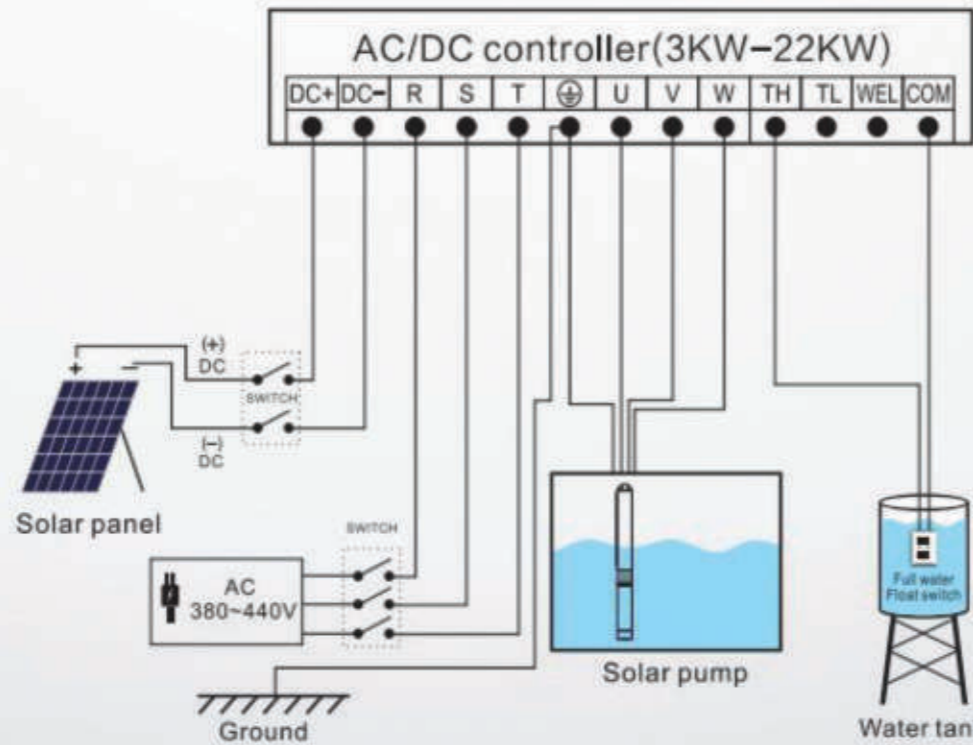 AC/DC controller(3KW-22KW)
DC+ DC- R S T U V W TH TL WEL COM
(+)
DC
+ -
SWITCH
(-)
DC
Solar panel
SWITCH
AC
380~440V
Full water
Float switch
Solar pump
Ground
Water tan